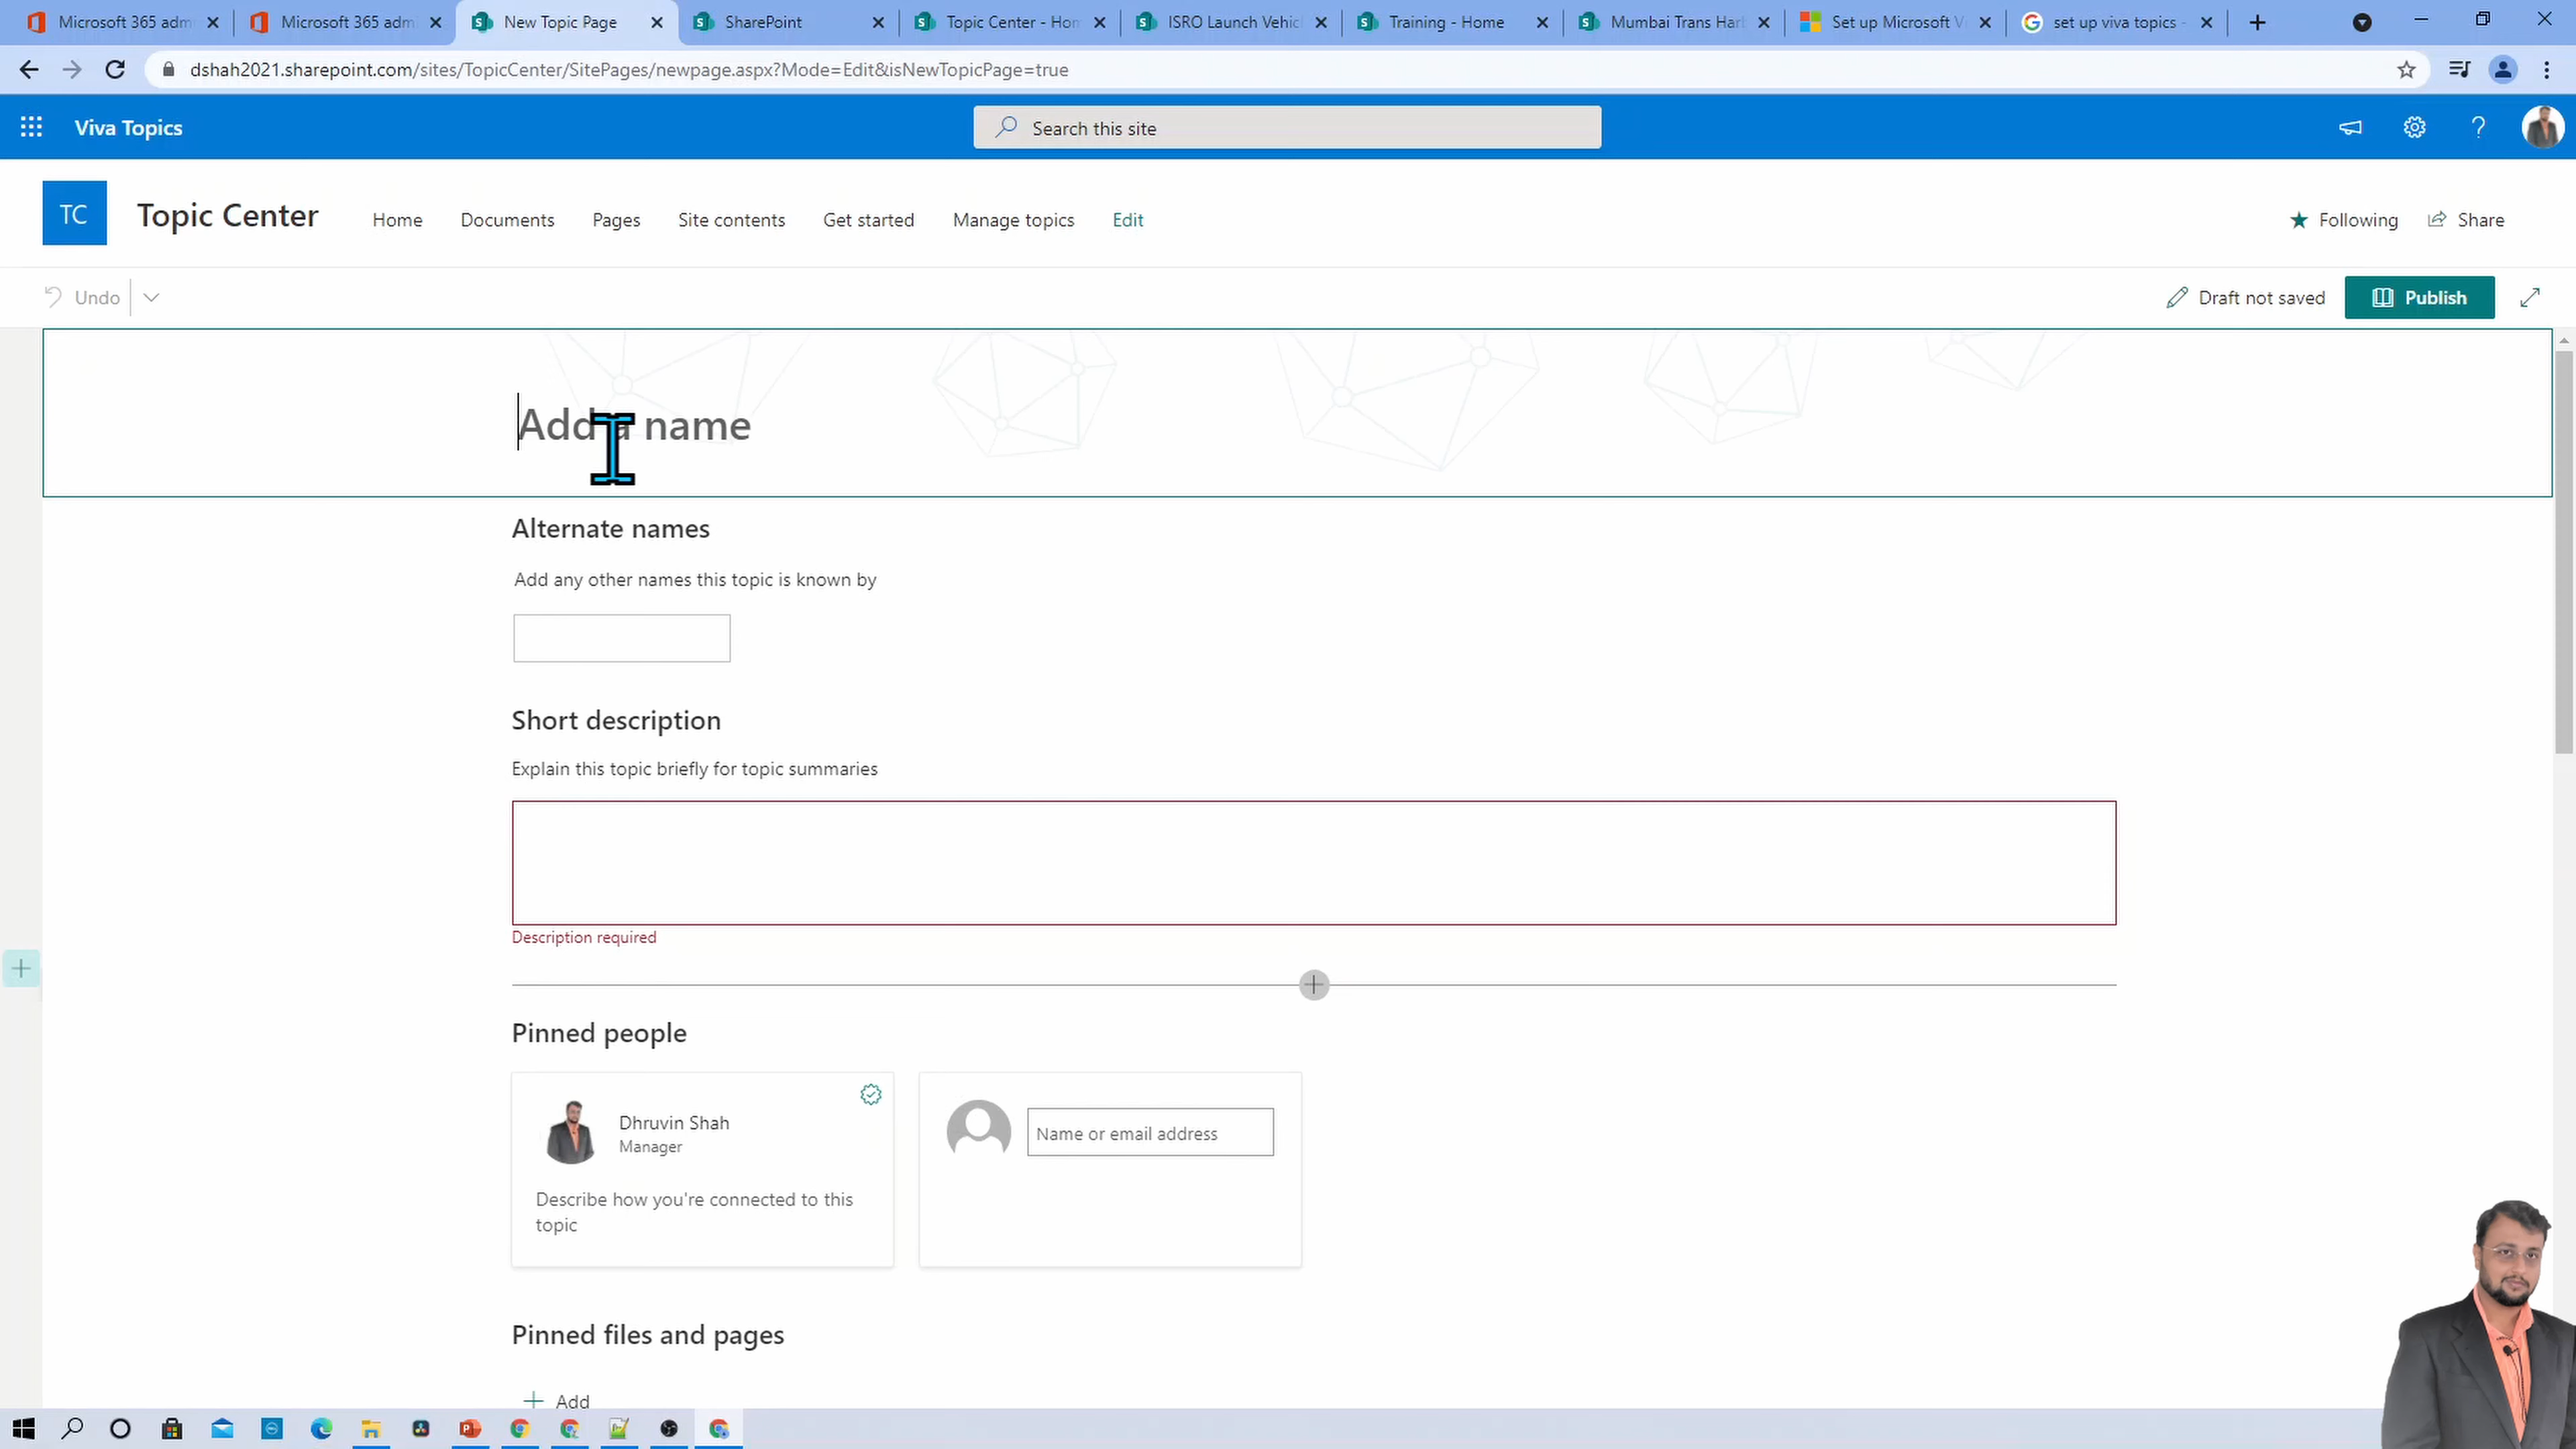 Microsoft 365 adm
Microsoft 365 adm
New Topic Page
SharePoint
Topic Center - Hom
ISRO Launch Vehicl
Training - Home
Mumbai Trans Harb
Set up Microsoft V
set up viva topics -
dshah2021.sharepoint.com/sites/TopicCenter/SitePages/newpage.aspx?Mode=Edit&isNewTopicPage=true
Viva Topics
Search this site
TC
Topic Center
Home
Documents
Pages
Site contents
Get started
Manage topics
Edit
Following
Share
Undo
Draft not saved
Publish
Add a name
Alternate names
Add any other names this topic is known by
Short description
Explain this topic briefly for topic summaries
Description required
Pinned people
Dhruvin Shah
Manager
Describe how you're connected to this
topic
Name or email address
Pinned files and pages
Add